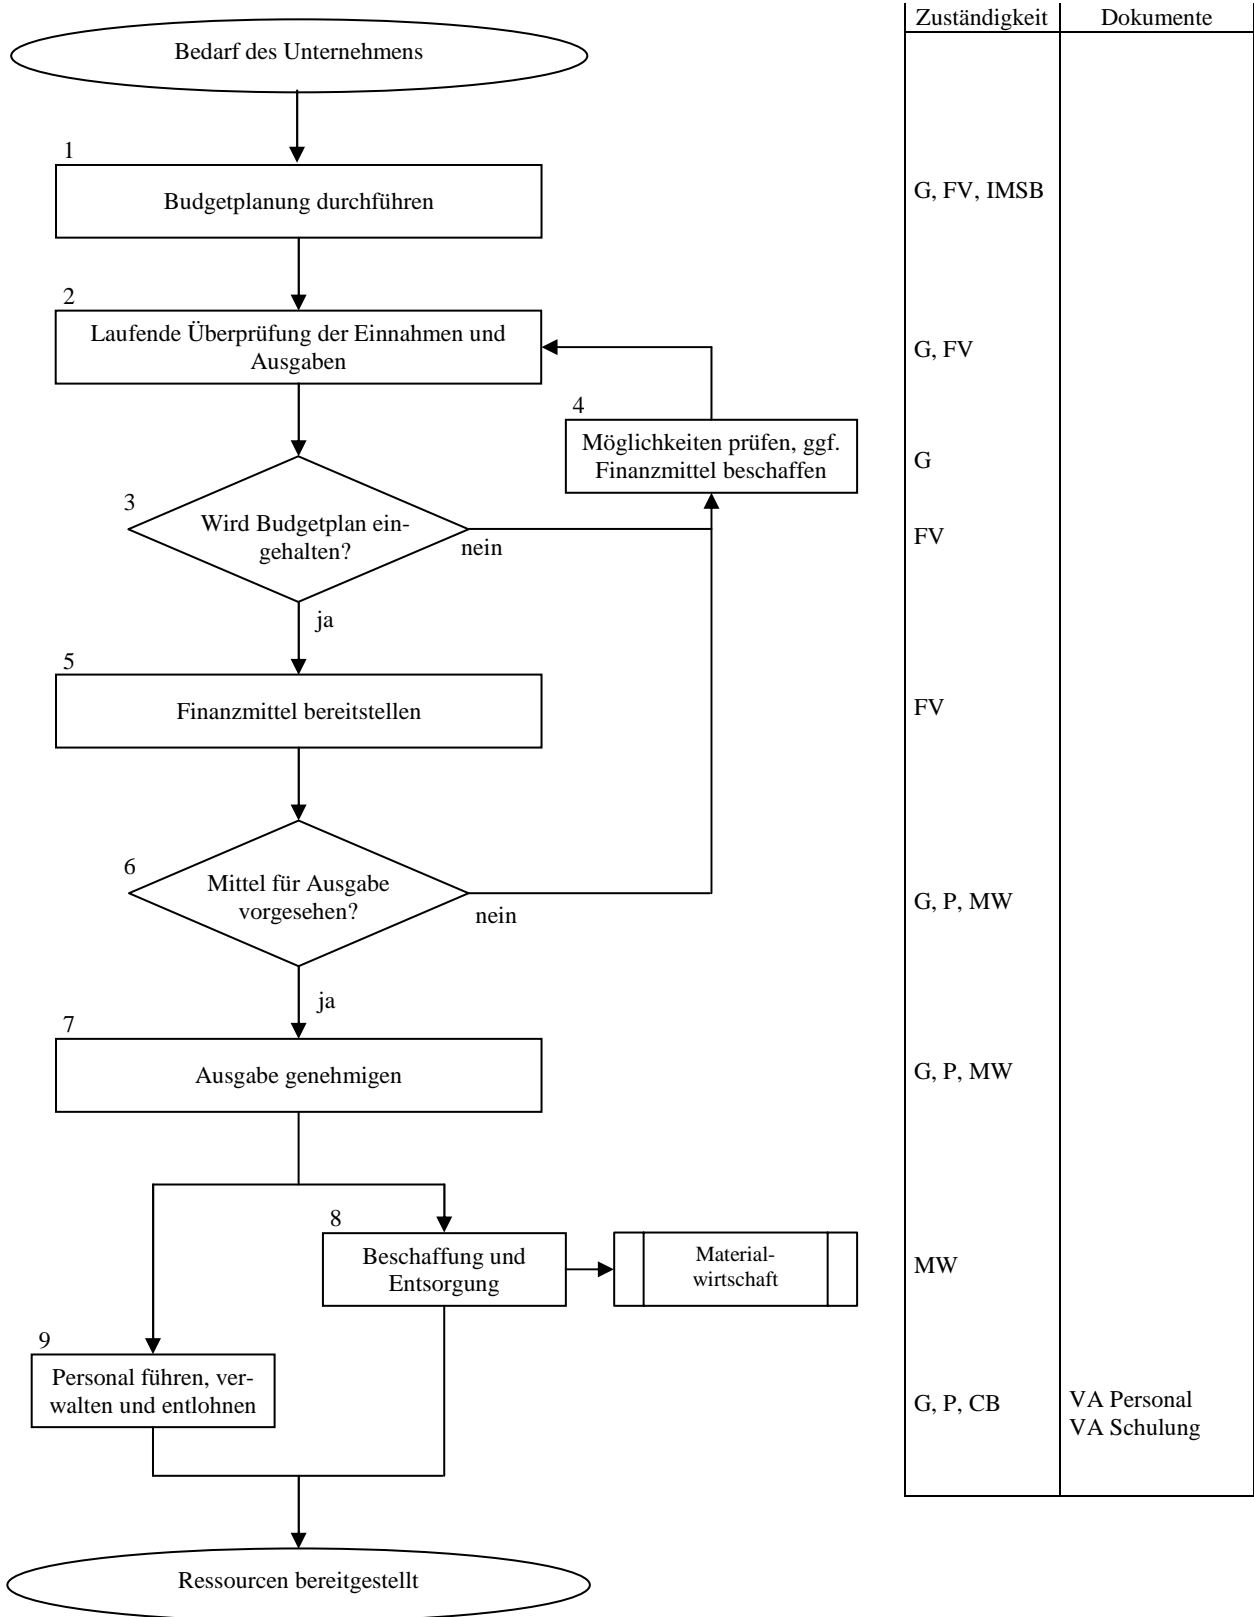 Zuständigkeit Dokumente
Bedarf des Unternehmens
1
Budgetplanung durchführen
G, FV, IMSB
2
Laufende Überprüfung der Einnahmen und
Ausgaben
G, FV
4
Möglichkeiten prüfen, ggf.
Finanzmittel beschaffen
G
3
Wird Budgetplan ein-
gehalten?
nein
FV
ja
5
Finanzmittel bereitstellen
FV
6
Mittel für Ausgabe
vorgesehen?
nein
G, P, MW
ja
7
Ausgabe genehmigen
G, P, MW
8
Beschaffung und
Entsorgung
Material-
wirtschaft
MW
9
Personal führen, ver-
walten und entlohnen
G, P, CB
VA Personal
VA Schulung
Ressourcen bereitgestellt